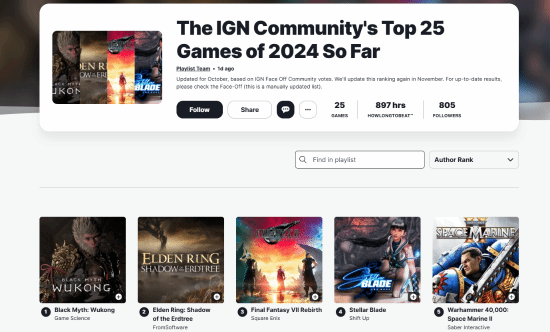 The IGN Community's Top 25
Games of 2024 So Far
Playlist Team • 1d ago
Updated for October, based on IGN Face Off Community votes. We'll update this ranking again in November. For up-to-date results,
please check the Face-Off (this is a manually updated list).
Follow
Share
25
GAMES
897 hrs
HOWLONGTOBEAT™
805
FOLLOWERS
Find in playlist
Author Rank
BLACK MYTH
WUKONG
ELDEN RING
SHADOW OF THE ERDTREE
STELLAR
BLADE
SPACE MARINE
1 Black Myth: Wukong
Game Science
2 Elden Ring: Shadow
of the Erdtree
FromSoftware
3 Final Fantasy VII Rebirth
Square Enix
4 Stellar Blade
Shift Up
5 Warhammer 40,000:
Space Marine II
Saber Interactive